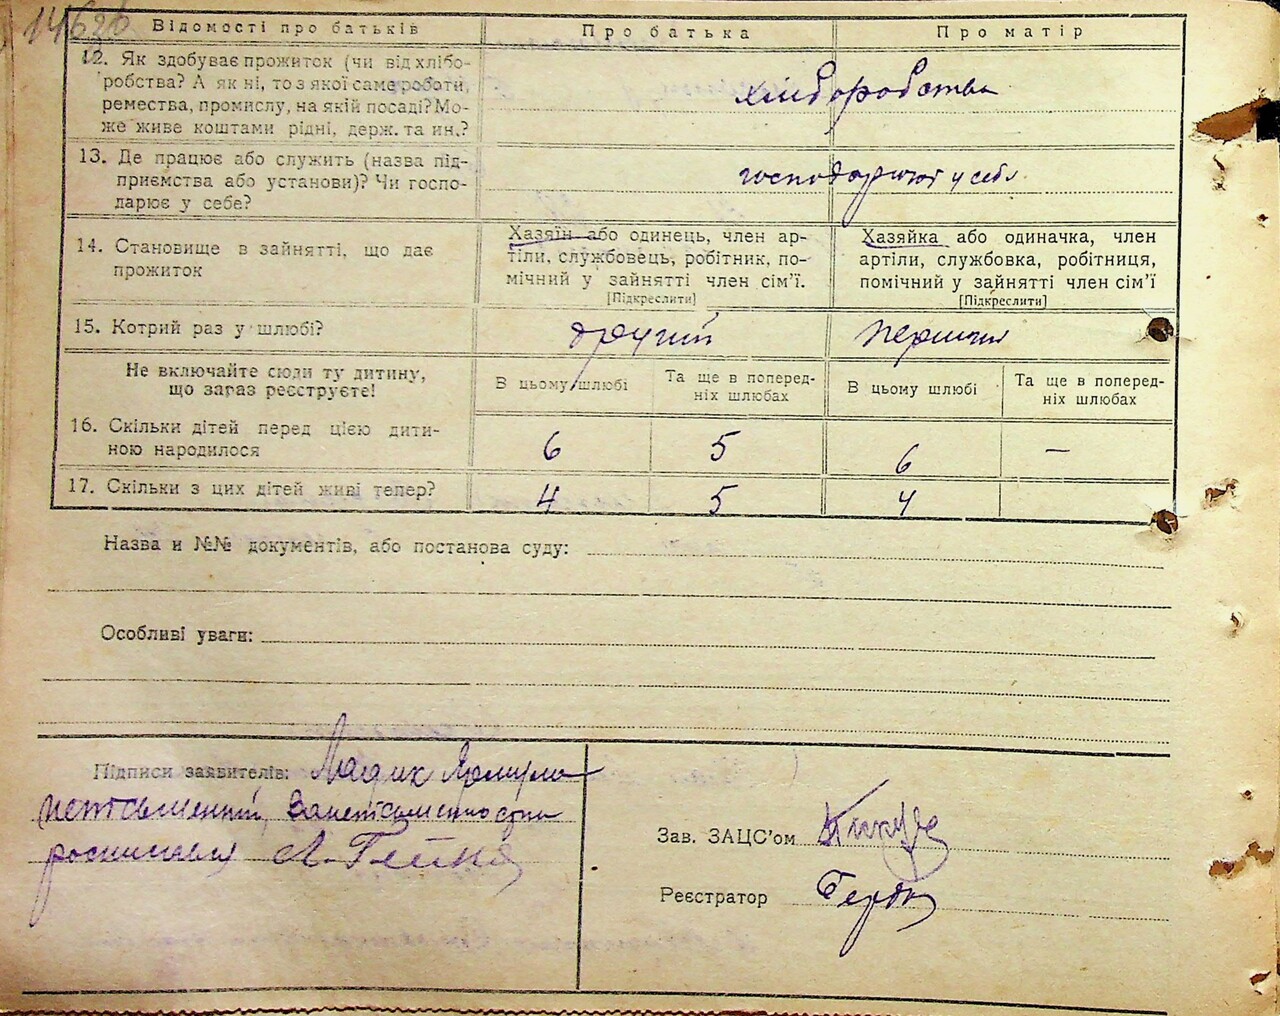 14626
Відомості про батьків Про батька Про матір
12. Як здобуває прожиток (чи від хлібо-
робства? А як ні, то з якої саме роботи,
ремества, промислу, на якій посаді? Мо-
же живе коштами рідні, держ. та ин.?
хліборобства
13. Де працює або служить (назва під-
приємства або установи)? Чи госпо-
дарює у себе?
господарюют у себе
14. Становище в зайнятті, що дає
прожиток
Хазяїн або одинець, член ар-
тіли, службовець, робітник, по-
мічний у зайнятті член сім'ї.
[Підкреслити]
Хазяйка або одиначка, член
артіли, службовка, робітниця,
помічний у зайнятті член сім'ї
[Підкреслити]
15. Котрий раз у шлюбі? другий перший
Не включайте сюди ту дитину,
що зараз реєструєте!
В цьому шлюбі
Та ще в поперед-
ніх шлюбах
В цьому шлюбі
Та ще в поперед-
ніх шлюбах
16. Скільки дітей перед цією дити-
ною народилося
6 5 6 —
17. Скільки з цих дітей живі тепер? 4 5 4
Назва и №№ документів, або постанова суду:
Особливі уваги:
Підписи заявителів:
росписався
Зав. ЗАЦС'ом
Реєстратор